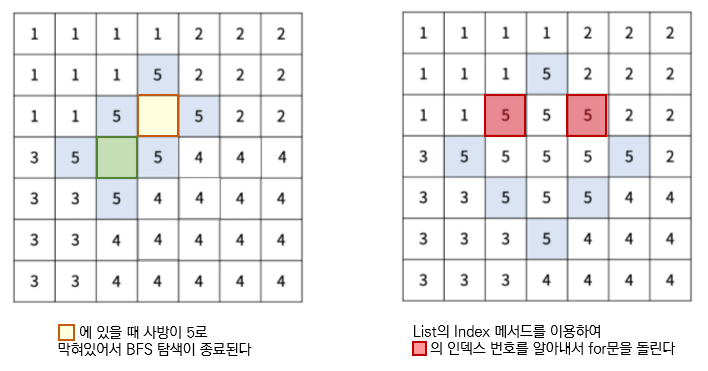 1 1 1 1 2 2 2
1 1 1 5 2 2 2
1 1 5 5 2 2
3 5 5 4 4 4
3 3 5 4 4 4 4
3 3 4 4 4 4 4
3 3 4 4 4 4 4
에 있을 때 사방이 5로
막혀있어서 BFS 탐색이 종료된다
1 1 1 1 2 2 2
1 1 1 5 2 2 2
1 1 5 5 5 2 2
3 5 5 5 5 5 2
3 3 5 5 5 4 4
3 3 3 5 4 4 4
3 3 3 4 4 4 4
List의 Index 메서드를 이용하여
의 인덱스 번호를 알아내서 for문을 돌린다